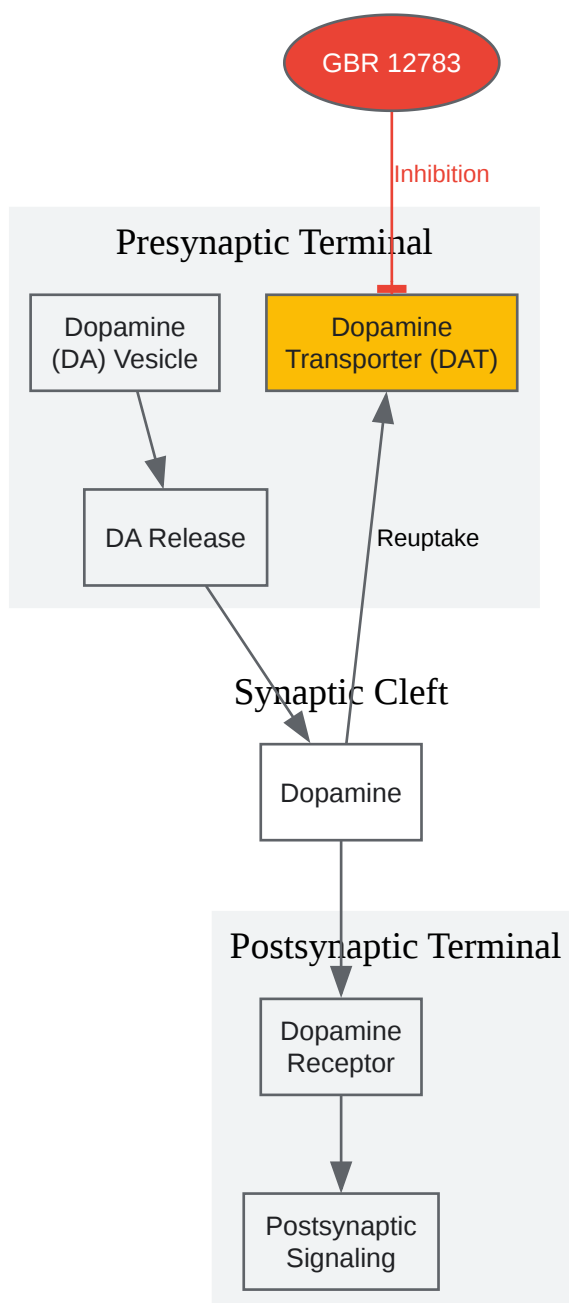 GBR 12783
Inhibition
Presynaptic Terminal
Dopamine
(DA) Vesicle
Dopamine
Transporter (DAT)
DA Release
Reuptake
Synaptic Cleft
Dopamine
Postsynaptic Terminal
Dopamine
Receptor
Postsynaptic
Signaling